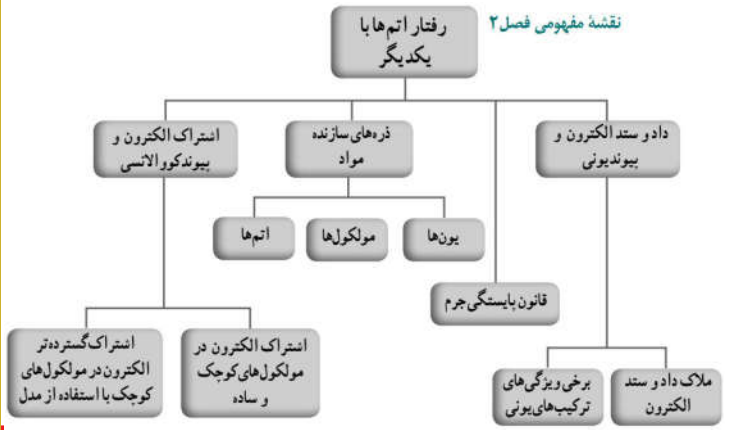 نقشهٔ مفهومی فصل۲
رفتار اتم‌ها با
یکدیگر
داد و ستد الکترون و
پیوندیونی
ذره‌های سازنده
مواد
اشتراک الکترون و
پیوندکووالانسی
یون‌ها
مولکول‌ها
اتم‌ها
قانون پایستگی جرم
ملاک داد و ستد
الکترون
برخی ویژگی‌های
ترکیب‌های یونی
اشتراک الکترون در
مولکول‌های کوچک
و ساده
اشتراک گسترده‌تر
الکترون در مولکول‌های
کوچک با استفاده از مدل